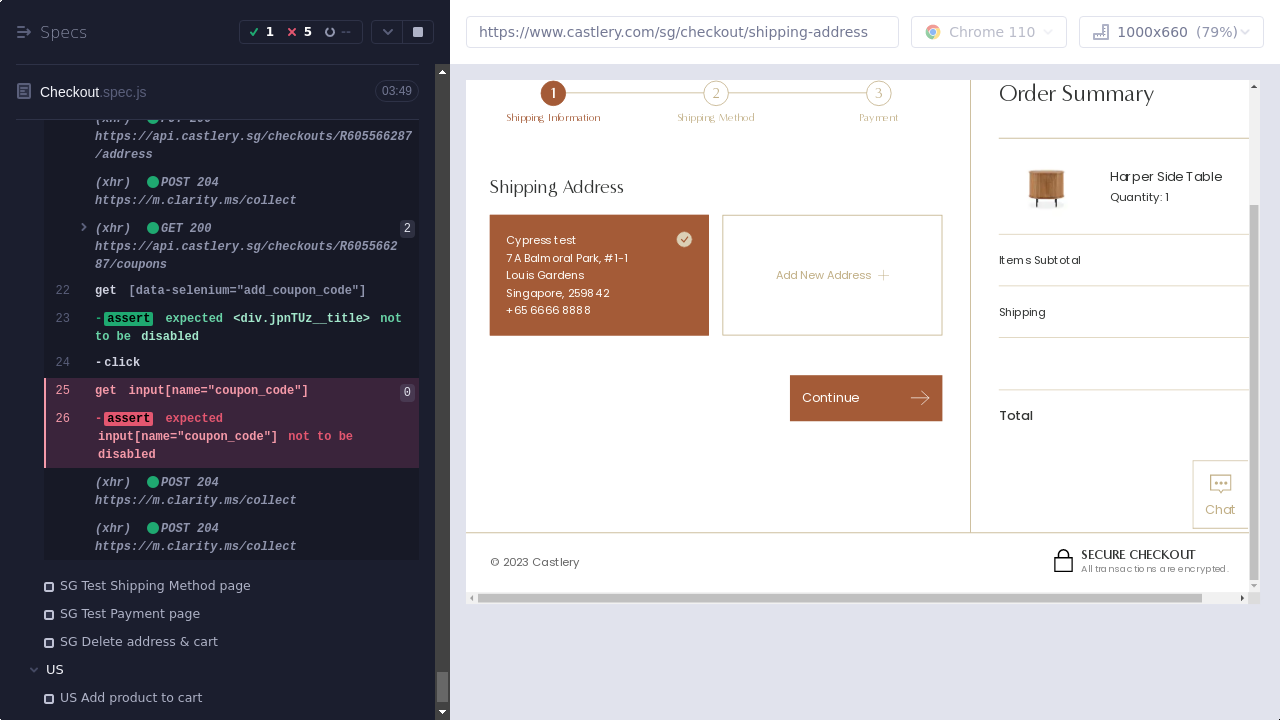 Specs
1
5
--
Checkout.spec.js
03:49
(xhr) PUT 200
https://api.castlery.sg/checkouts/R605566287
/address
(xhr) POST 204
https://m.clarity.ms/collect
(xhr) GET 200
2
https://api.castlery.sg/checkouts/R6055662
87/coupons
22 get [data-selenium="add_coupon_code"]
23 -assert expected <div.jpnTUz__title> not
to be disabled
24 -click
25 get input[name="coupon_code"]
0
26 -assert expected
input[name="coupon_code"] not to be
disabled
(xhr) POST 204
https://m.clarity.ms/collect
(xhr) POST 204
https://m.clarity.ms/collect
SG Test Shipping Method page
SG Test Payment page
SG Delete address & cart
US
US Add product to cart
https://www.castlery.com/sg/checkout/shipping-address
Chrome 110
1000x660 (79%)
1
2
3
Shipping Information
Shipping Method
Payment
Shipping Address
Cypress test
7A Balmoral Park, #1-1
Louis Gardens
Singapore, 259842
+65 6666 8888
Add New Address
Continue
Order Summary
Harper Side Table
Quantity: 1
Items Subtotal
Shipping
Total
Chat
© 2023 Castlery
SECURE CHECKOUT
All transactions are encrypted.